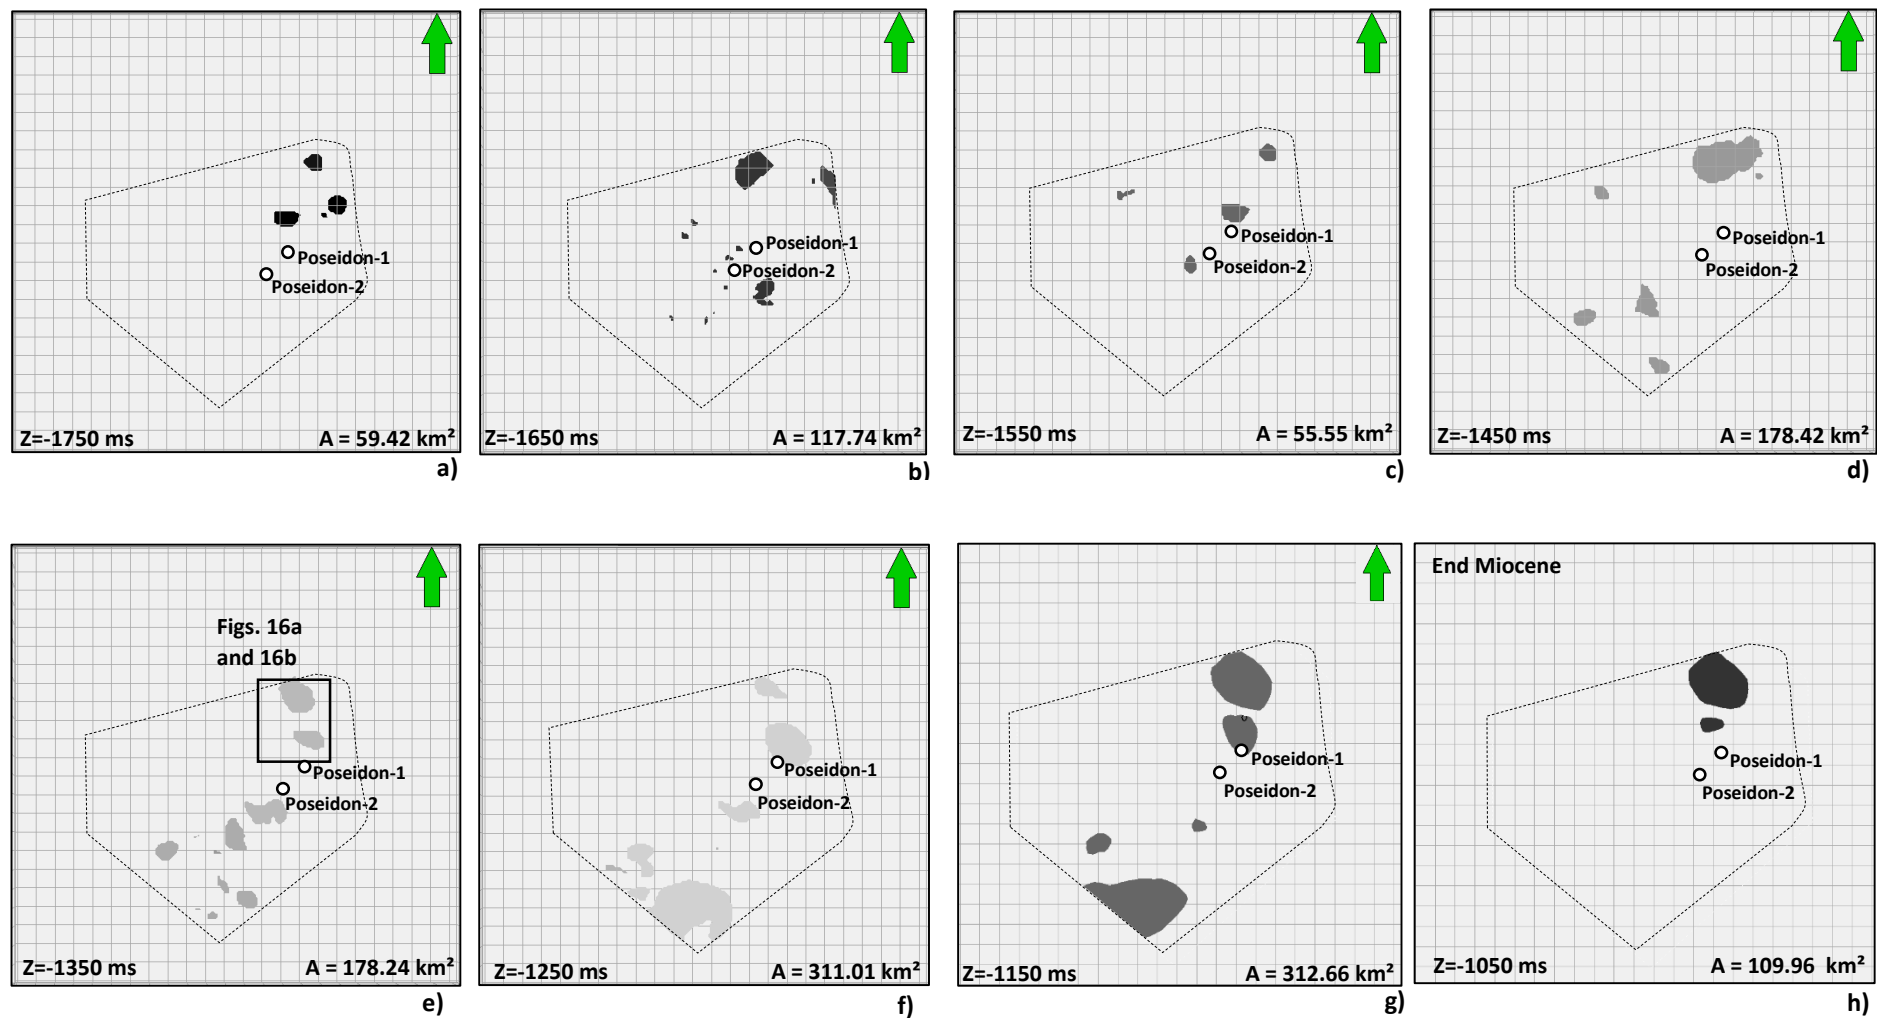 Poseidon-1
Poseidon-2
Z=-1750 ms
A = 59.42 km²
a)
Poseidon-1
Poseidon-2
Z=-1650 ms
A = 117.74 km²
b)
Poseidon-1
Poseidon-2
Z=-1550 ms
A = 55.55 km²
c)
Poseidon-1
Poseidon-2
Z=-1450 ms
A = 178.42 km²
d)
Figs. 16a
and 16b
Poseidon-1
Poseidon-2
Z=-1350 ms
A = 178.24 km²
e)
Poseidon-1
Poseidon-2
Z=-1250 ms
A = 311.01 km²
f)
Poseidon-1
Poseidon-2
Z=-1150 ms
A = 312.66 km²
g)
End Miocene
Poseidon-1
Poseidon-2
Z=-1050 ms
A = 109.96 km²
h)